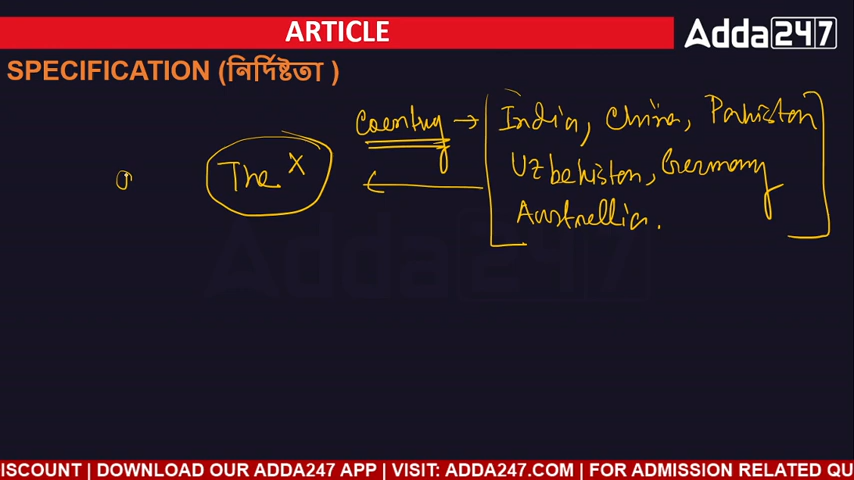 ARTICLE
Adda247
SPECIFICATION (নির্দিষ্টতা )
Country → India, China, Pakistan
The X
Uzbekistan, Germany
Australlia.
Adda247
ISCOUNT | DOWNLOAD OUR ADDA247 APP | VISIT: ADDA247.COM | FOR ADMISSION RELATED QU